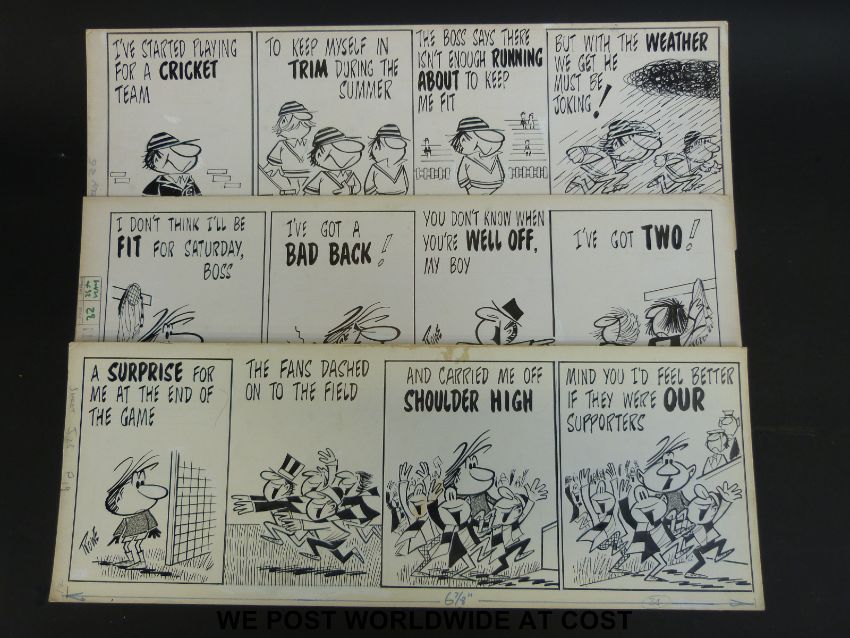 I'VE STARTED PLAYING
FOR A CRICKET
TEAM
TO KEEP MYSELF IN
TRIM DURING THE
SUMMER
THE BOSS SAYS THERE
ISN'T ENOUGH RUNNING
ABOUT TO KEEP
ME FIT
BUT WITH THE WEATHER
WE GET HE
MUST BE
JOKING!
I DON'T THINK I'LL BE
FIT FOR SATURDAY,
BOSS
I'VE GOT A
BAD BACK!
YOU DON'T KNOW WHEN
YOU'RE WELL OFF,
MY BOY
I'VE GOT TWO!
A SURPRISE FOR
ME AT THE END OF
THE GAME
THE FANS DASHED
ON TO THE FIELD
AND CARRIED ME OFF
SHOULDER HIGH
MIND YOU I'D FEEL BETTER
IF THEY WERE OUR
SUPPORTERS
6 7/8"
WE POST WORLDWIDE AT COST